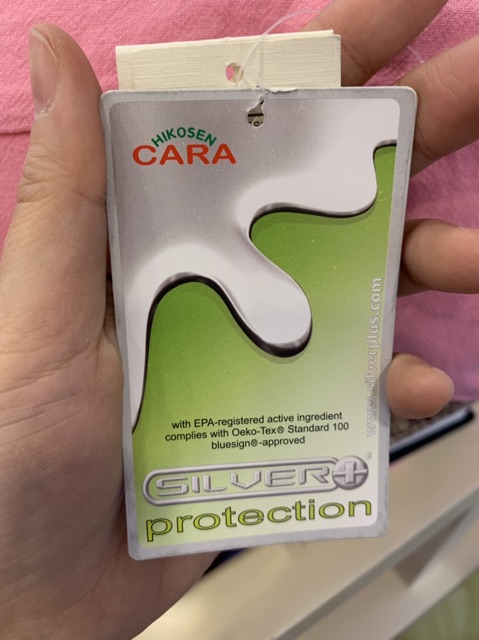 HIKOSEN
CARA
www.silverplus.com
with EPA-registered active ingredient
complies with Oeko-Tex® Standard 100
bluesign®-approved
SILVER+®
protection